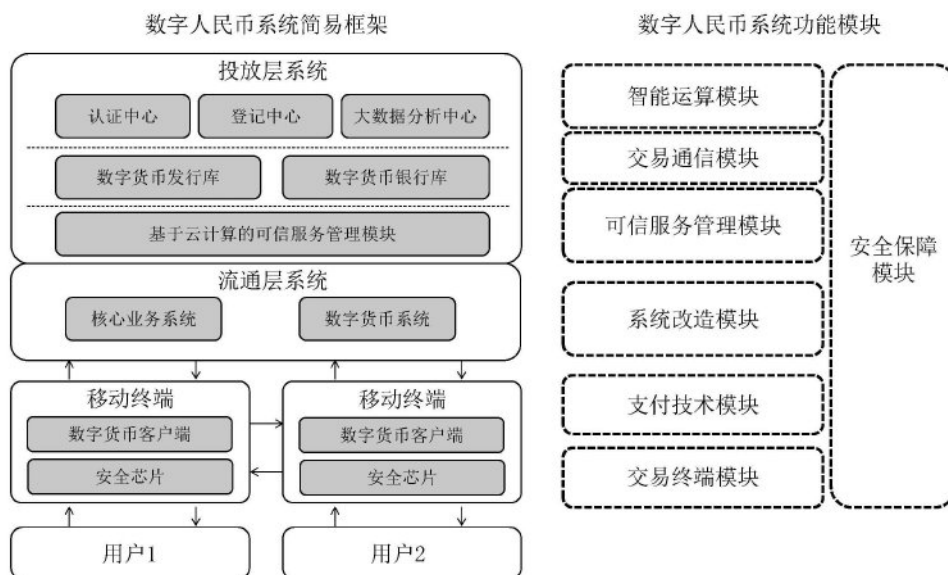 数字人民币系统简易框架
投放层系统
认证中心
登记中心
大数据分析中心
数字货币发行库
数字货币银行库
基于云计算的可信服务管理模块
流通层系统
核心业务系统
数字货币系统
移动终端
数字货币客户端
安全芯片
移动终端
数字货币客户端
安全芯片
用户1
用户2
数字人民币系统功能模块
智能运算模块
交易通信模块
可信服务管理模块
系统改造模块
支付技术模块
交易终端模块
安全保障
模块